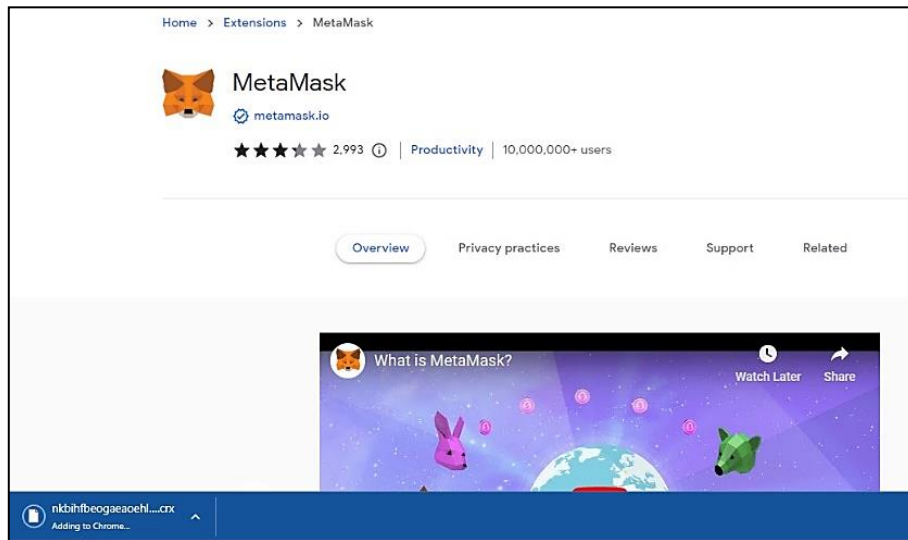 Home > Extensions > MetaMask
MetaMask
metamask.io
2,993 | Productivity | 10,000,000+ users
Overview Privacy practices Reviews Support Related
What is MetaMask?
Watch Later Share
nkbihfbeogaeaoehl....crx
Adding to Chrome...